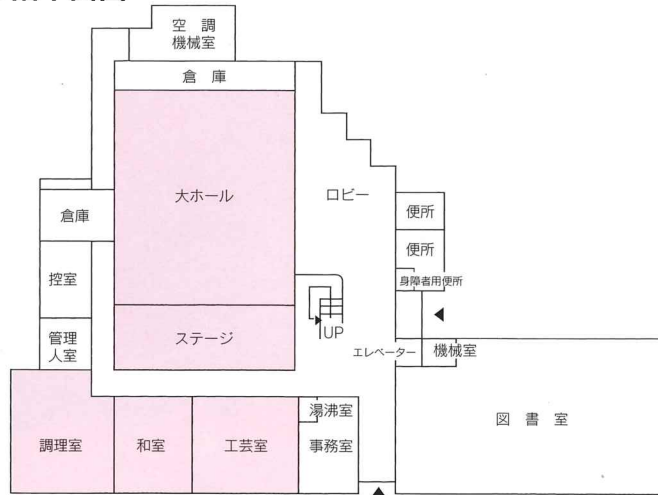 空 調
機械室
倉 庫
大ホール
ロビー
倉庫
便所
便所
身障者用便所
控室
ステージ
UP
管理
人室
エレベーター
機械室
湯沸室
図 書 室
調理室
和室
工芸室
事務室